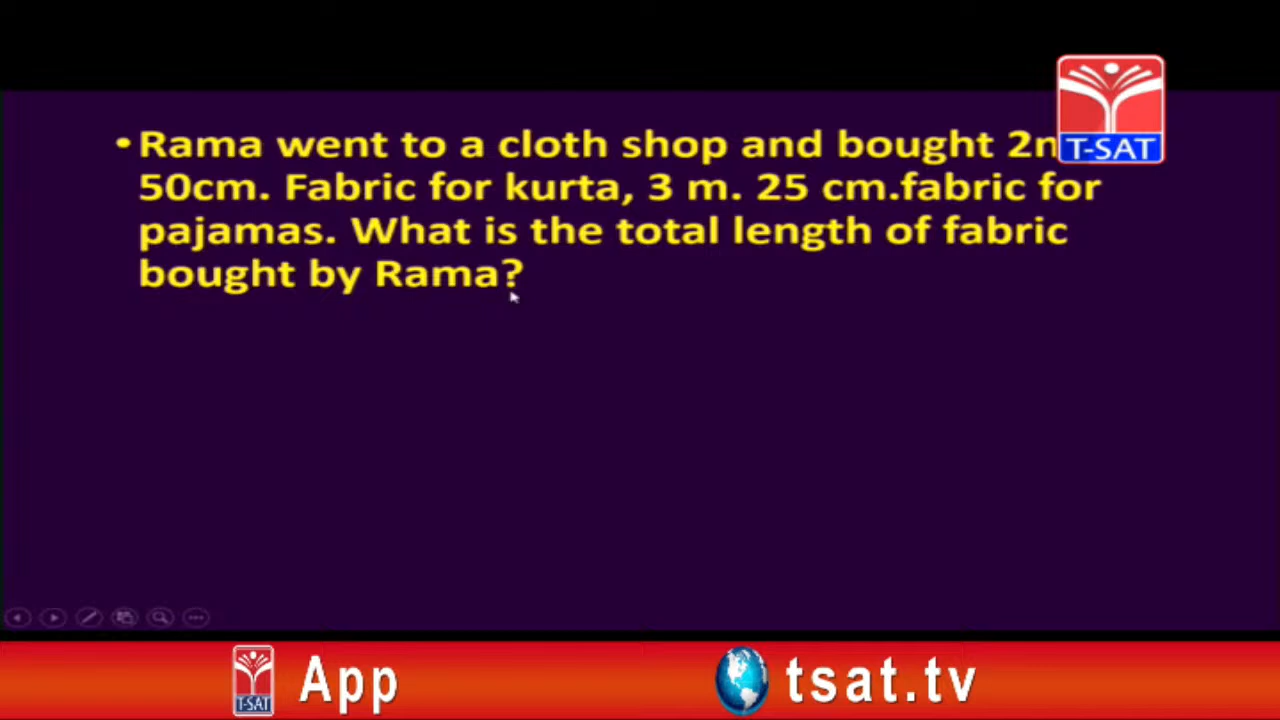 • Rama went to a cloth shop and bought 2m
T-SAT
50cm. Fabric for kurta, 3 m. 25 cm.fabric for
pajamas. What is the total length of fabric
bought by Rama?
T-SAT App
tsat.tv